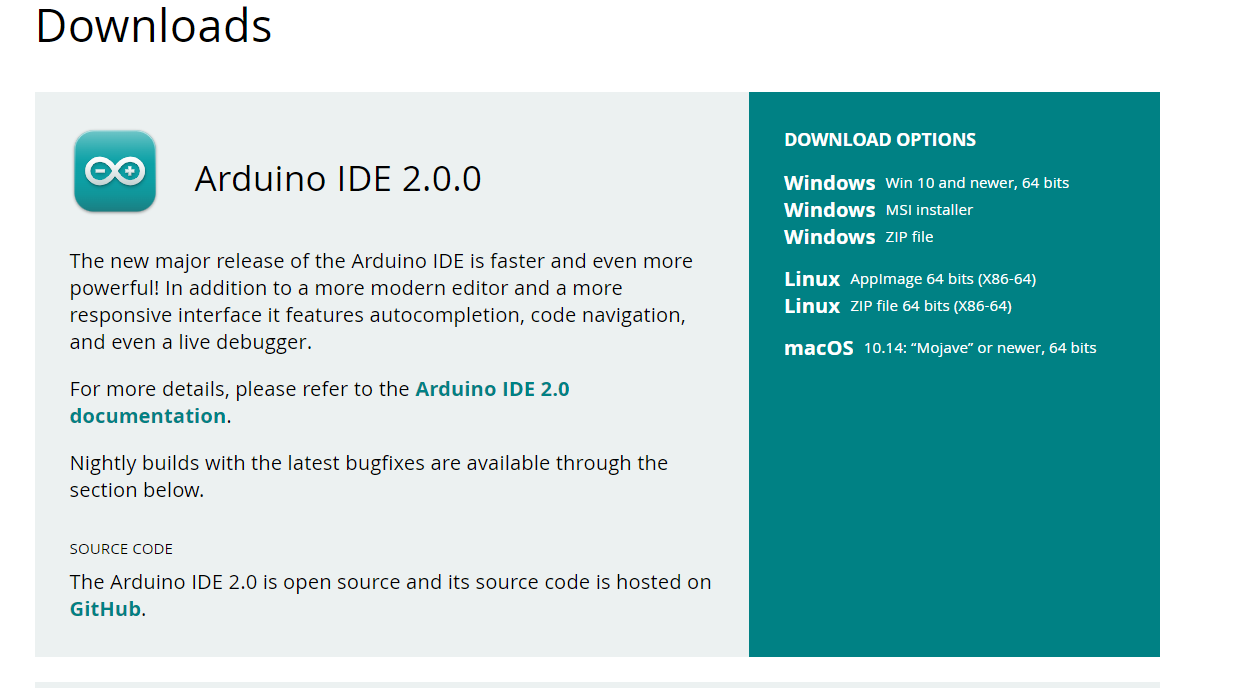 Downloads
Arduino IDE 2.0.0
The new major release of the Arduino IDE is faster and even more
powerful! In addition to a more modern editor and a more
responsive interface it features autocompletion, code navigation,
and even a live debugger.
For more details, please refer to the Arduino IDE 2.0
documentation.
Nightly builds with the latest bugfixes are available through the
section below.
SOURCE CODE
The Arduino IDE 2.0 is open source and its source code is hosted on
GitHub.
DOWNLOAD OPTIONS
Windows Win 10 and newer, 64 bits
Windows MSI installer
Windows ZIP file
Linux AppImage 64 bits (X86-64)
Linux ZIP file 64 bits (X86-64)
macOS 10.14: “Mojave” or newer, 64 bits